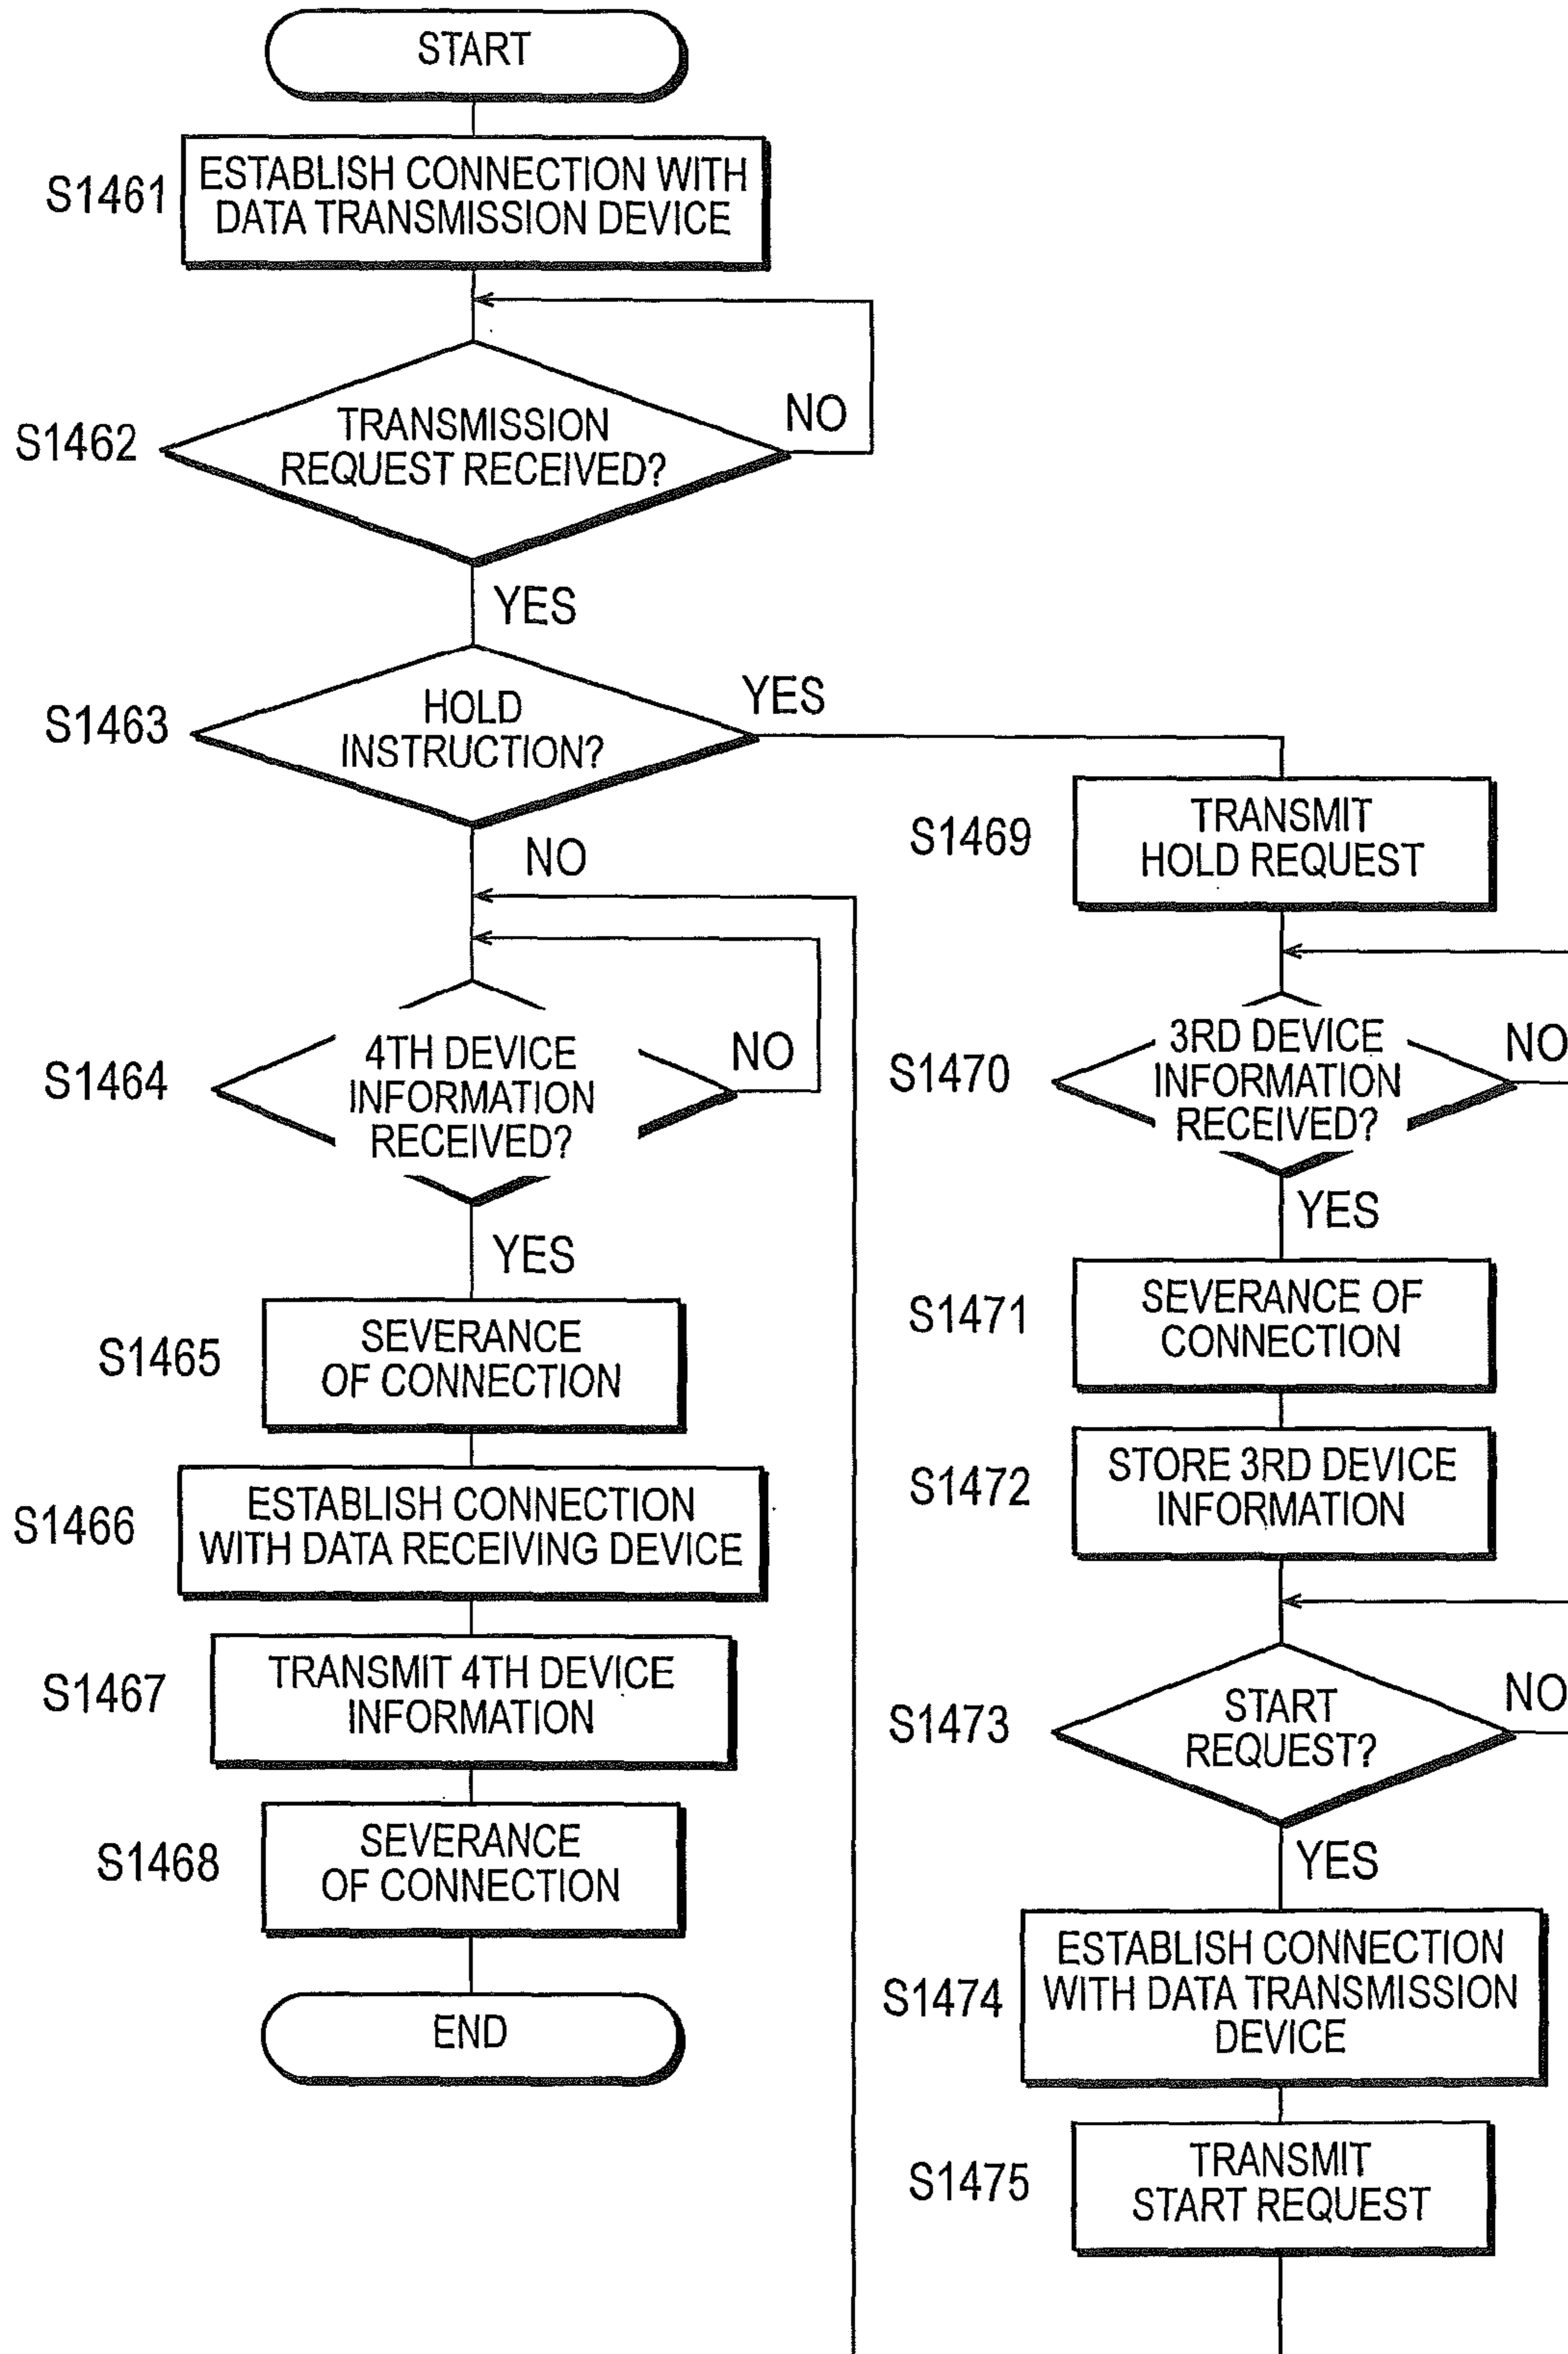 START
S1461
ESTABLISH CONNECTION WITH
DATA TRANSMISSION DEVICE
S1462
TRANSMISSION
REQUEST RECEIVED?
NO
YES
S1463
HOLD
INSTRUCTION?
YES
NO
S1464
4TH DEVICE
INFORMATION
RECEIVED?
NO
YES
S1465
SEVERANCE
OF CONNECTION
S1466
ESTABLISH CONNECTION
WITH DATA RECEIVING DEVICE
S1467
TRANSMIT 4TH DEVICE
INFORMATION
S1468
SEVERANCE
OF CONNECTION
END
S1469
TRANSMIT
HOLD REQUEST
S1470
3RD DEVICE
INFORMATION
RECEIVED?
NO
YES
S1471
SEVERANCE OF
CONNECTION
S1472
STORE 3RD DEVICE
INFORMATION
S1473
START
REQUEST?
NO
YES
S1474
ESTABLISH CONNECTION
WITH DATA TRANSMISSION
DEVICE
S1475
TRANSMIT
START REQUEST